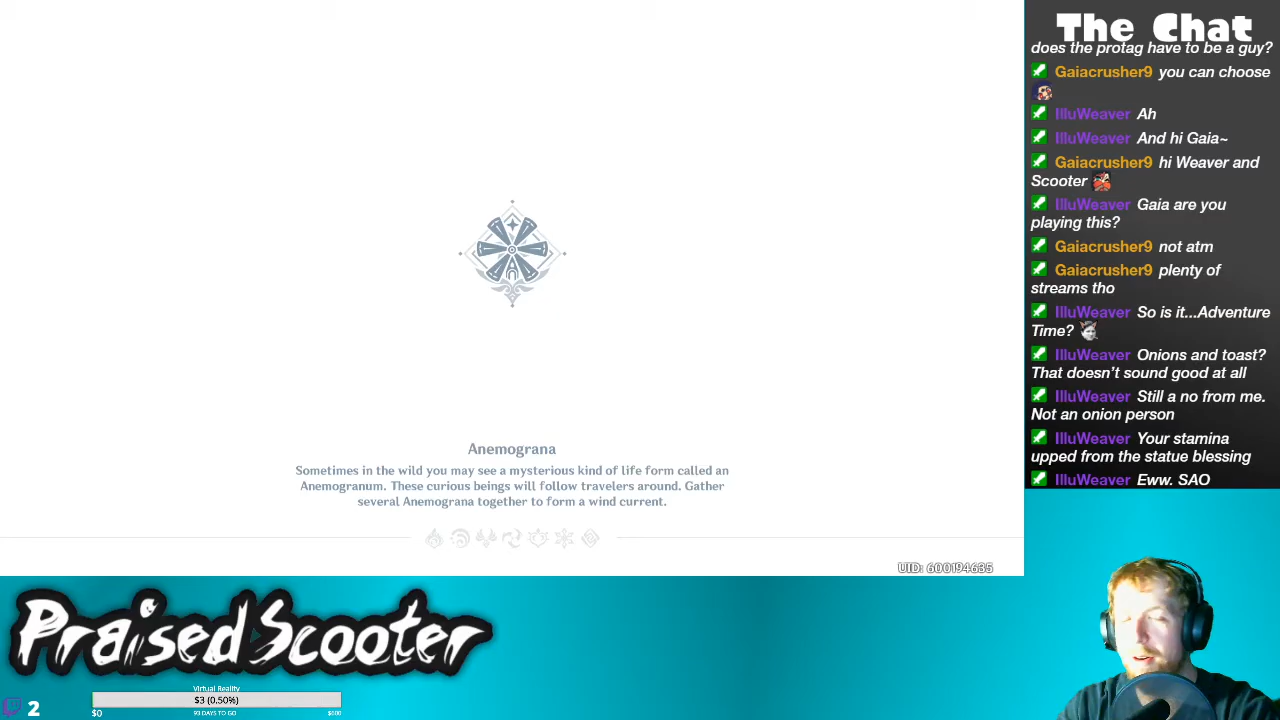 The Chat
does the protag have to be a guy?
Gaiacrusher9 you can choose
IlluWeaver Ah
IlluWeaver And hi Gaia~
Gaiacrusher9 hi Weaver and
Scooter
IlluWeaver Gaia are you
playing this?
Gaiacrusher9 not atm
Gaiacrusher9 plenty of
streams tho
IlluWeaver So is it...Adventure
Time?
IlluWeaver Onions and toast?
That doesn't sound good at all
IlluWeaver Still a no from me.
Not an onion person
IlluWeaver Your stamina
upped from the statue blessing
IlluWeaver Eww. SAO
Anemograna
Sometimes in the wild you may see a mysterious kind of life form called an
Anemogranum. These curious beings will follow travelers around. Gather
several Anemograna together to form a wind current.
UID: 600194635
PraisedScooter
Virtual Reality
$3 (0.50%)
$0
93 DAYS TO GO
$600
2